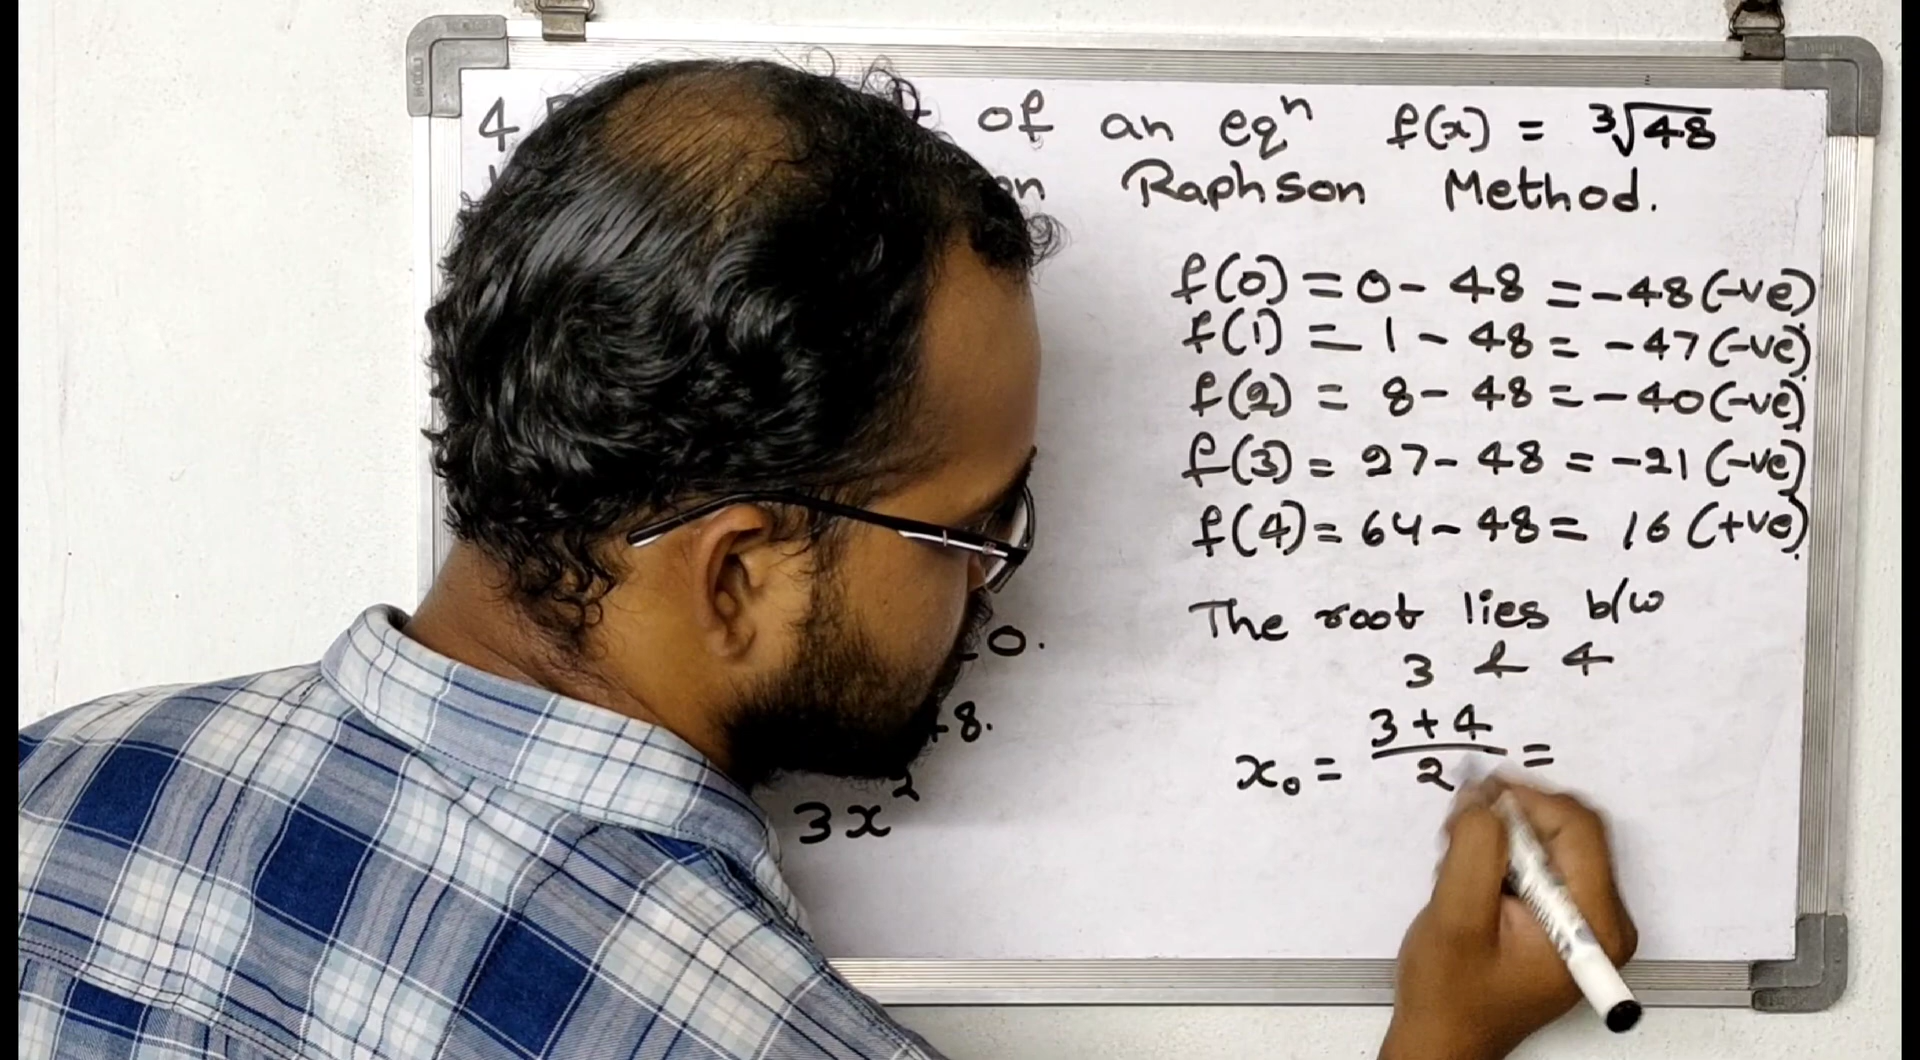 4 of an eqⁿ f(x) = ³√48
on Raphson Method.
f(0) = 0 - 48 = -48 (-ve)
f(1) = 1 - 48 = -47 (-ve)
f(2) = 8 - 48 = -40 (-ve)
f(3) = 27 - 48 = -21 (-ve)
f(4) = 64 - 48 = 16 (+ve)
The root lies b/w
3 & 4
x₀ = (3+4)/2 =
0.
+8.
3x²